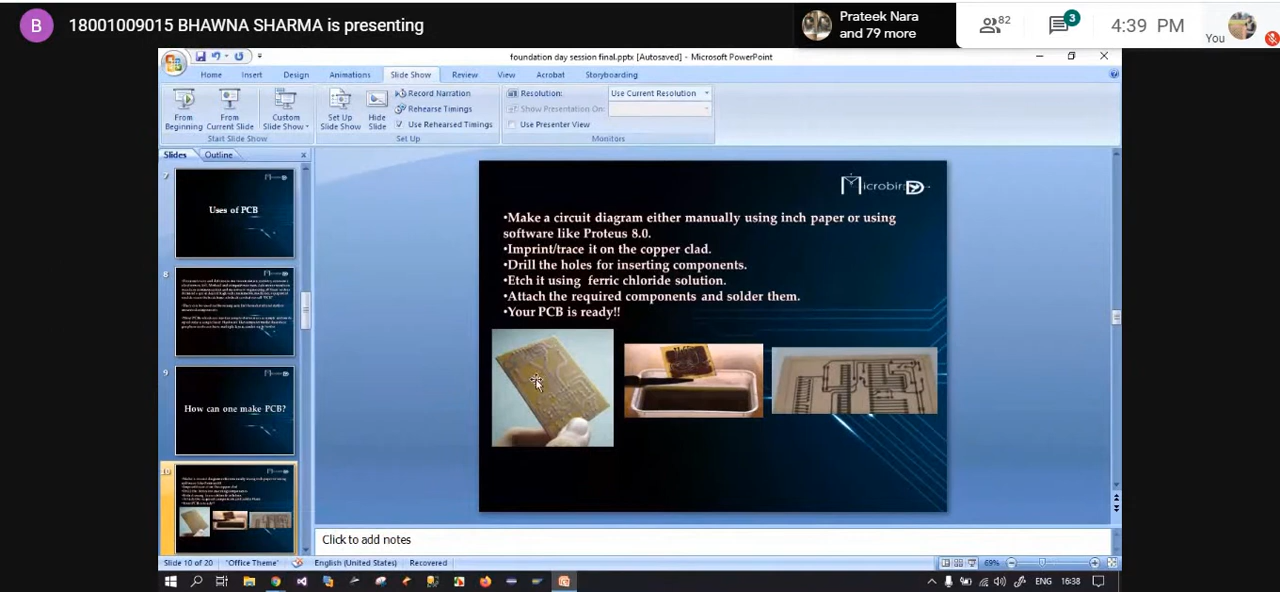 B
18001009015 BHAWNA SHARMA is presenting
Prateek Nara
and 79 more
82
3
4:39 PM
You
foundation day session final.pptx [Autosaved] - Microsoft PowerPoint
Home Insert Design Animations Slide Show Review View Acrobat Storyboarding
From Beginning
From Current Slide
Custom Slide Show
Start Slide Show
Set Up Slide Show
Hide Slide
Record Narration
Rehearse Timings
Use Rehearsed Timings
Set Up
Resolution: Use Current Resolution
Show Presentation On:
Use Presenter View
Monitors
Slides Outline
7
Uses of PCB
8
9
How can one make PCB?
10
Microbird
•Make a circuit diagram either manually using inch paper or using
software like Proteus 8.0.
•Imprint/trace it on the copper clad.
•Drill the holes for inserting components.
•Etch it using ferric chloride solution.
•Attach the required components and solder them.
•Your PCB is ready!!
Click to add notes
Slide 10 of 20 "Office Theme" English (United States) Recovered 69%
ENG 16:38